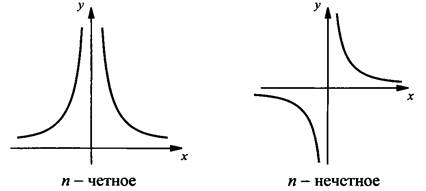 y
x
n – четное
y
x
n – нечетное